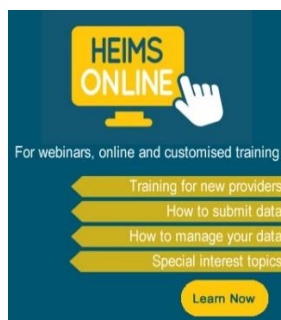 HEIMS
ONLINE
For webinars, online and customised training
Training for new providers
How to submit data
How to manage your data
Special interest topics
Learn Now